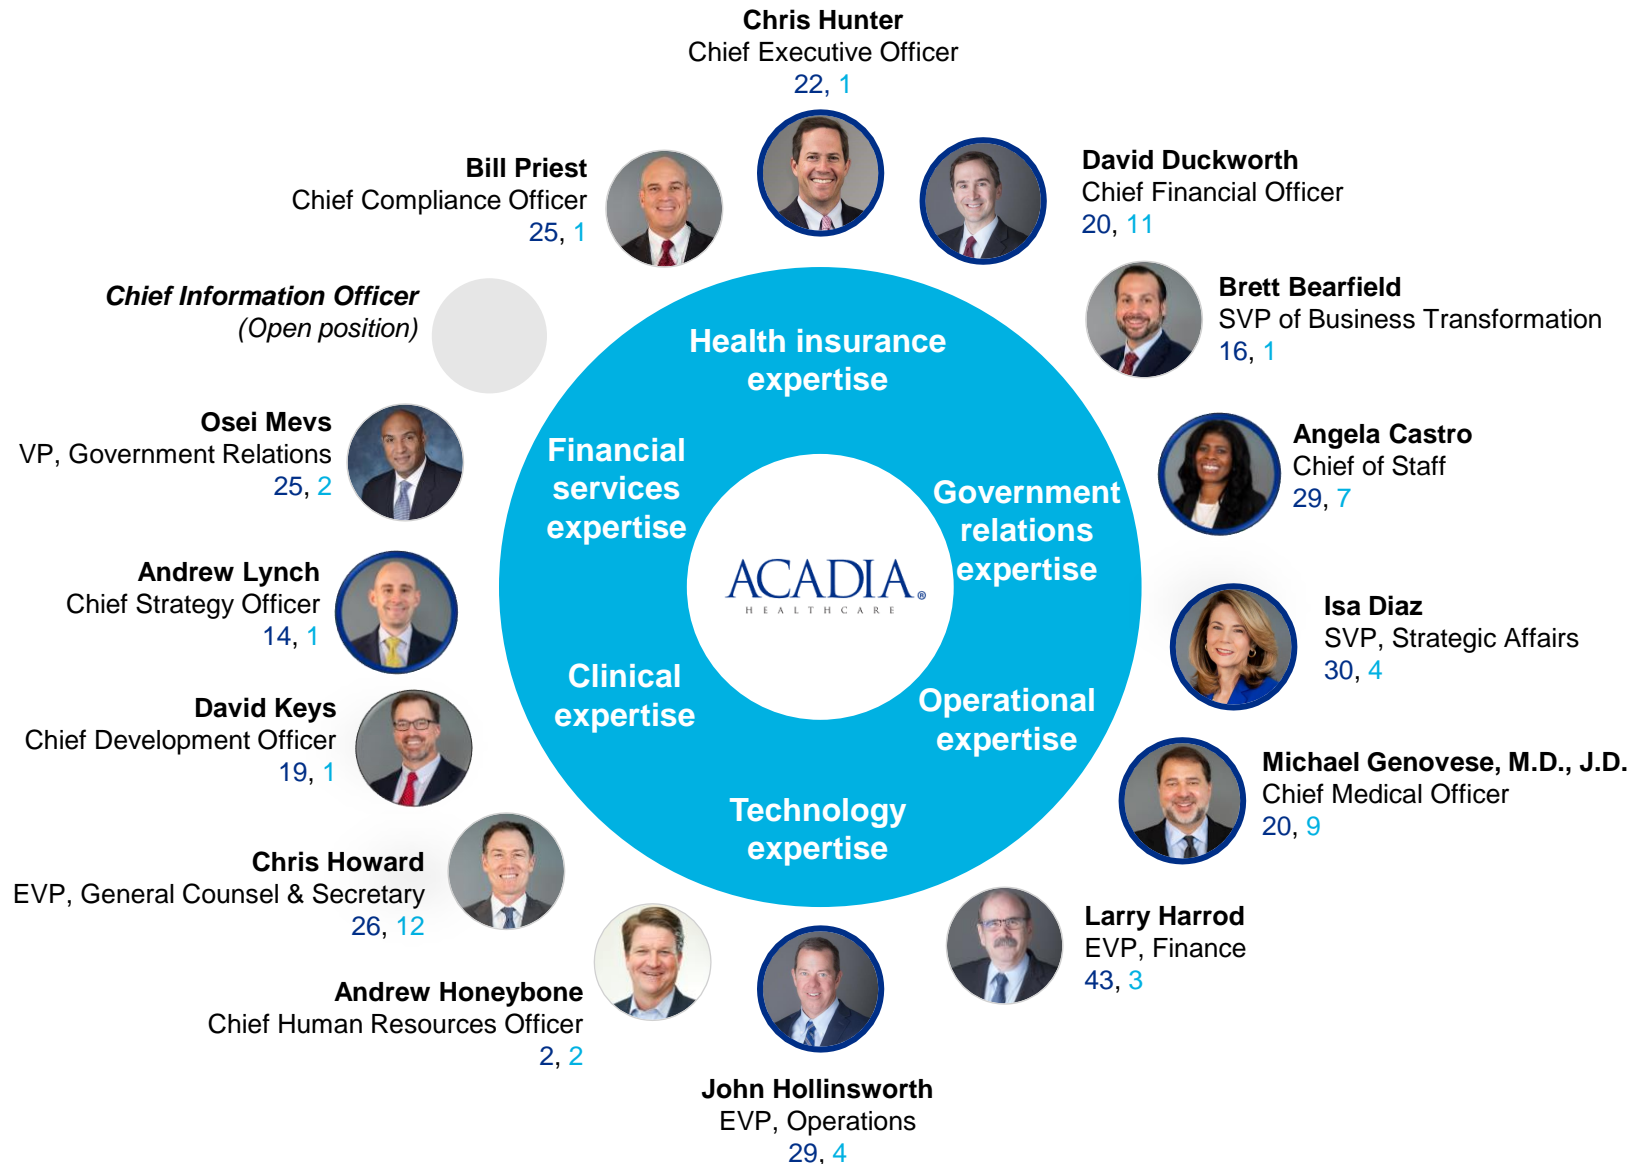 Chris Hunter
Chief Executive Officer
22, 1
David Duckworth
Chief Financial Officer
20, 11
Brett Bearfield
SVP of Business Transformation
16, 1
Angela Castro
Chief of Staff
29, 7
Isa Diaz
SVP, Strategic Affairs
30, 4
Michael Genovese, M.D., J.D.
Chief Medical Officer
20, 9
Larry Harrod
EVP, Finance
43, 3
John Hollinsworth
EVP, Operations
29, 4
Andrew Honeybone
Chief Human Resources Officer
2, 2
Chris Howard
EVP, General Counsel & Secretary
26, 12
David Keys
Chief Development Officer
19, 1
Andrew Lynch
Chief Strategy Officer
14, 1
Osei Mevs
VP, Government Relations
25, 2
Chief Information Officer
(Open position)
Bill Priest
Chief Compliance Officer
25, 1
Health insurance
expertise
Government
relations
expertise
Operational
expertise
Technology
expertise
Clinical
expertise
Financial
services
expertise
ACADIA®
HEALTHCARE